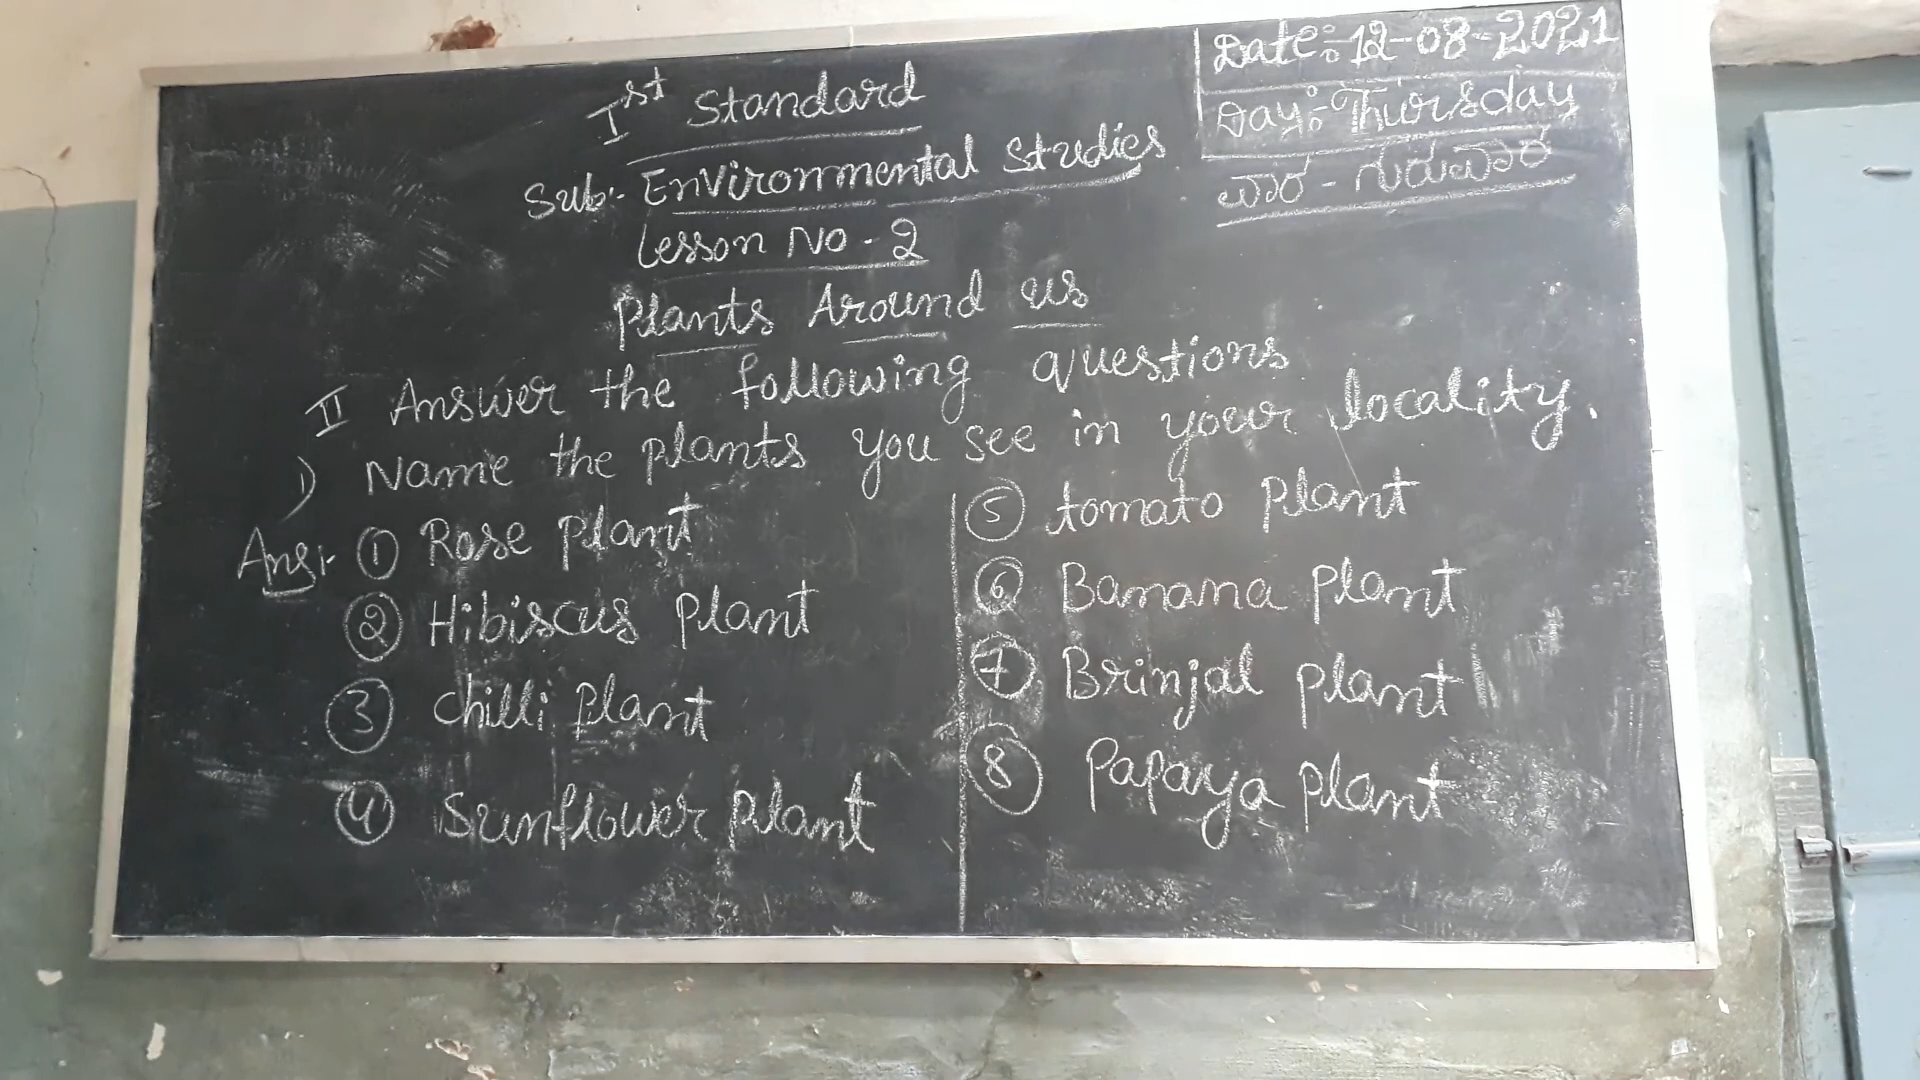 Date:-12-08-2021
Day:-Thursday
ವಾರ - ಗುರುವಾರ
Ist Standard
Sub:- Environmental Studies
Lesson No - 2
Plants Around us
II Answer the following questions
1) Name the plants you see in your locality.
Ans:- ① Rose plant
② Hibiscus plant
③ chilli plant
④ Sunflower plant
⑤ tomato plant
⑥ Banana plant
⑦ Brinjal plant
⑧ Papaya plant